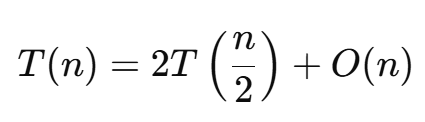 T(n) = 2T(n/2) + O(n)